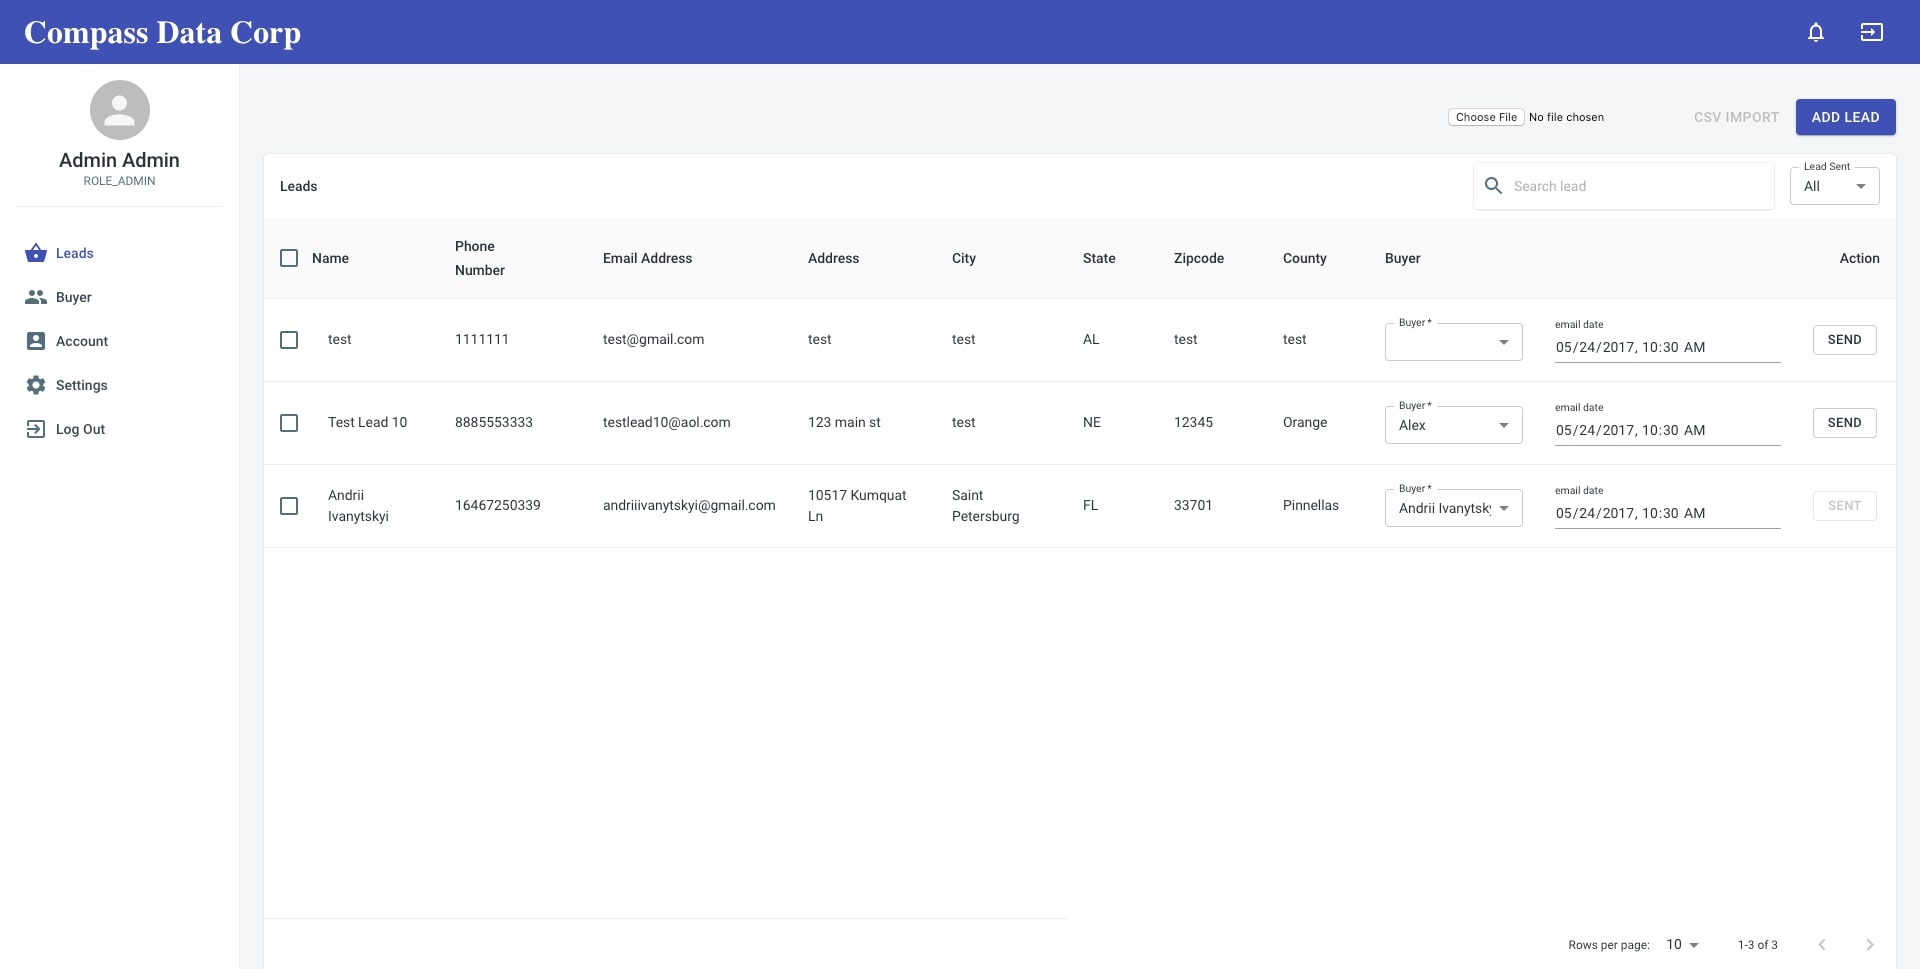 Compass Data Corp
Admin Admin
ROLE_ADMIN
Leads
Buyer
Account
Settings
Log Out
Choose File No file chosen
CSV IMPORT
ADD LEAD
Leads
Search lead
Lead Sent
All
Name
Phone
Number
Email Address
Address
City
State
Zipcode
County
Buyer
Action
test
1111111
test@gmail.com
test
test
AL
test
test
Buyer *
email date
05/24/2017, 10:30 AM
SEND
Test Lead 10
8885553333
testlead10@aol.com
123 main st
test
NE
12345
Orange
Buyer *
Alex
email date
05/24/2017, 10:30 AM
SEND
Andrii
Ivanytskyi
16467250339
andriiivanytskyi@gmail.com
10517 Kumquat
Ln
Saint
Petersburg
FL
33701
Pinnellas
Buyer *
Andrii Ivanytsky
email date
05/24/2017, 10:30 AM
SENT
Rows per page:
10
1-3 of 3